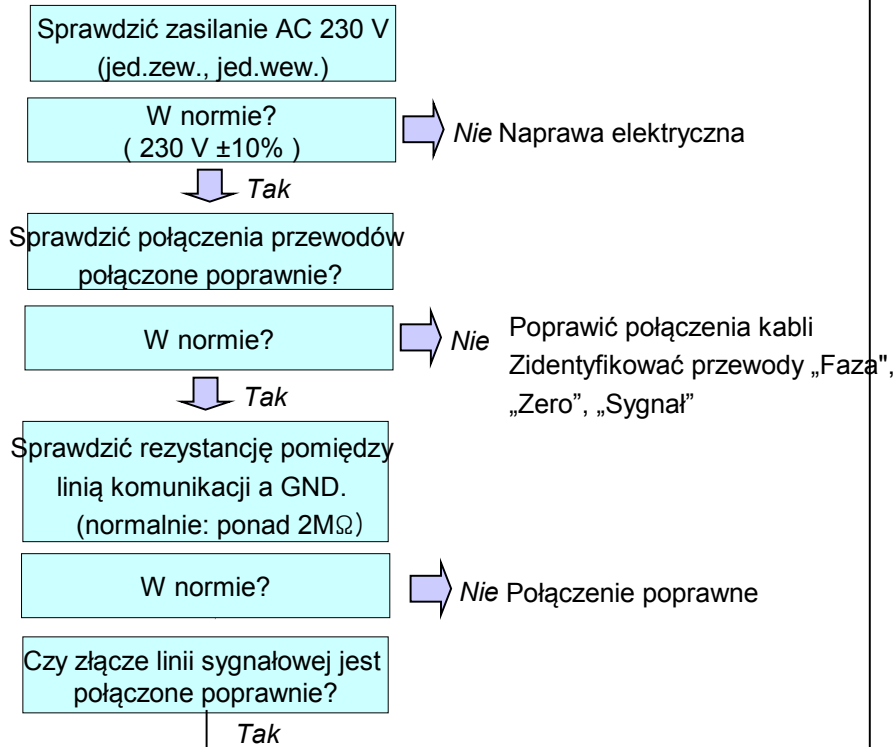 Sprawdzić zasilanie AC 230 V
(jed.zew., jed.wew.)
W normie?
( 230 V ±10% )
Nie Naprawa elektryczna
Tak
Sprawdzić połączenia przewodów
połączone poprawnie?
W normie?
Nie
Poprawić połączenia kabli
Zidentyfikować przewody „Faza",
„Zero”, „Sygnał”
Tak
Sprawdzić rezystancję pomiędzy
linią komunikacji a GND.
(normalnie: ponad 2MΩ)
W normie?
Nie Połączenie poprawne
Czy złącze linii sygnałowej jest
połączone poprawnie?
Tak